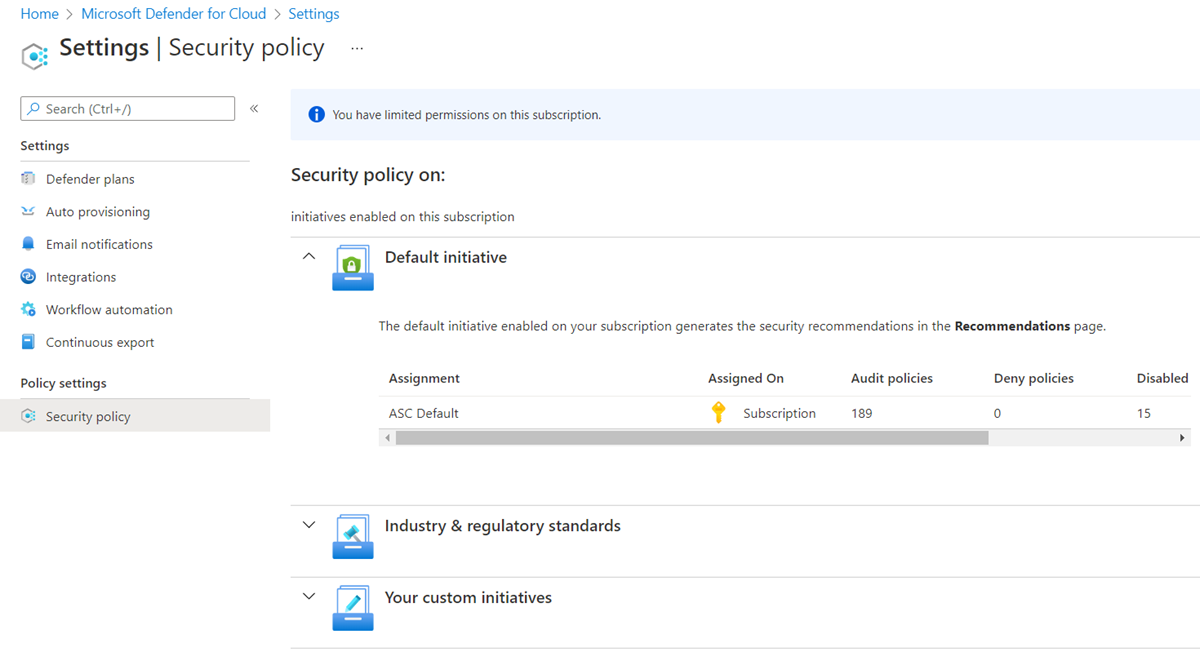 Home > Microsoft Defender for Cloud > Settings
Settings | Security policy ...
Search (Ctrl+/) «
Settings
Defender plans
Auto provisioning
Email notifications
Integrations
Workflow automation
Continuous export
Policy settings
Security policy
You have limited permissions on this subscription.
Security policy on:
initiatives enabled on this subscription
Default initiative
The default initiative enabled on your subscription generates the security recommendations in the Recommendations page.
Assignment Assigned On Audit policies Deny policies Disabled
ASC Default Subscription 189 0 15
Industry & regulatory standards
Your custom initiatives